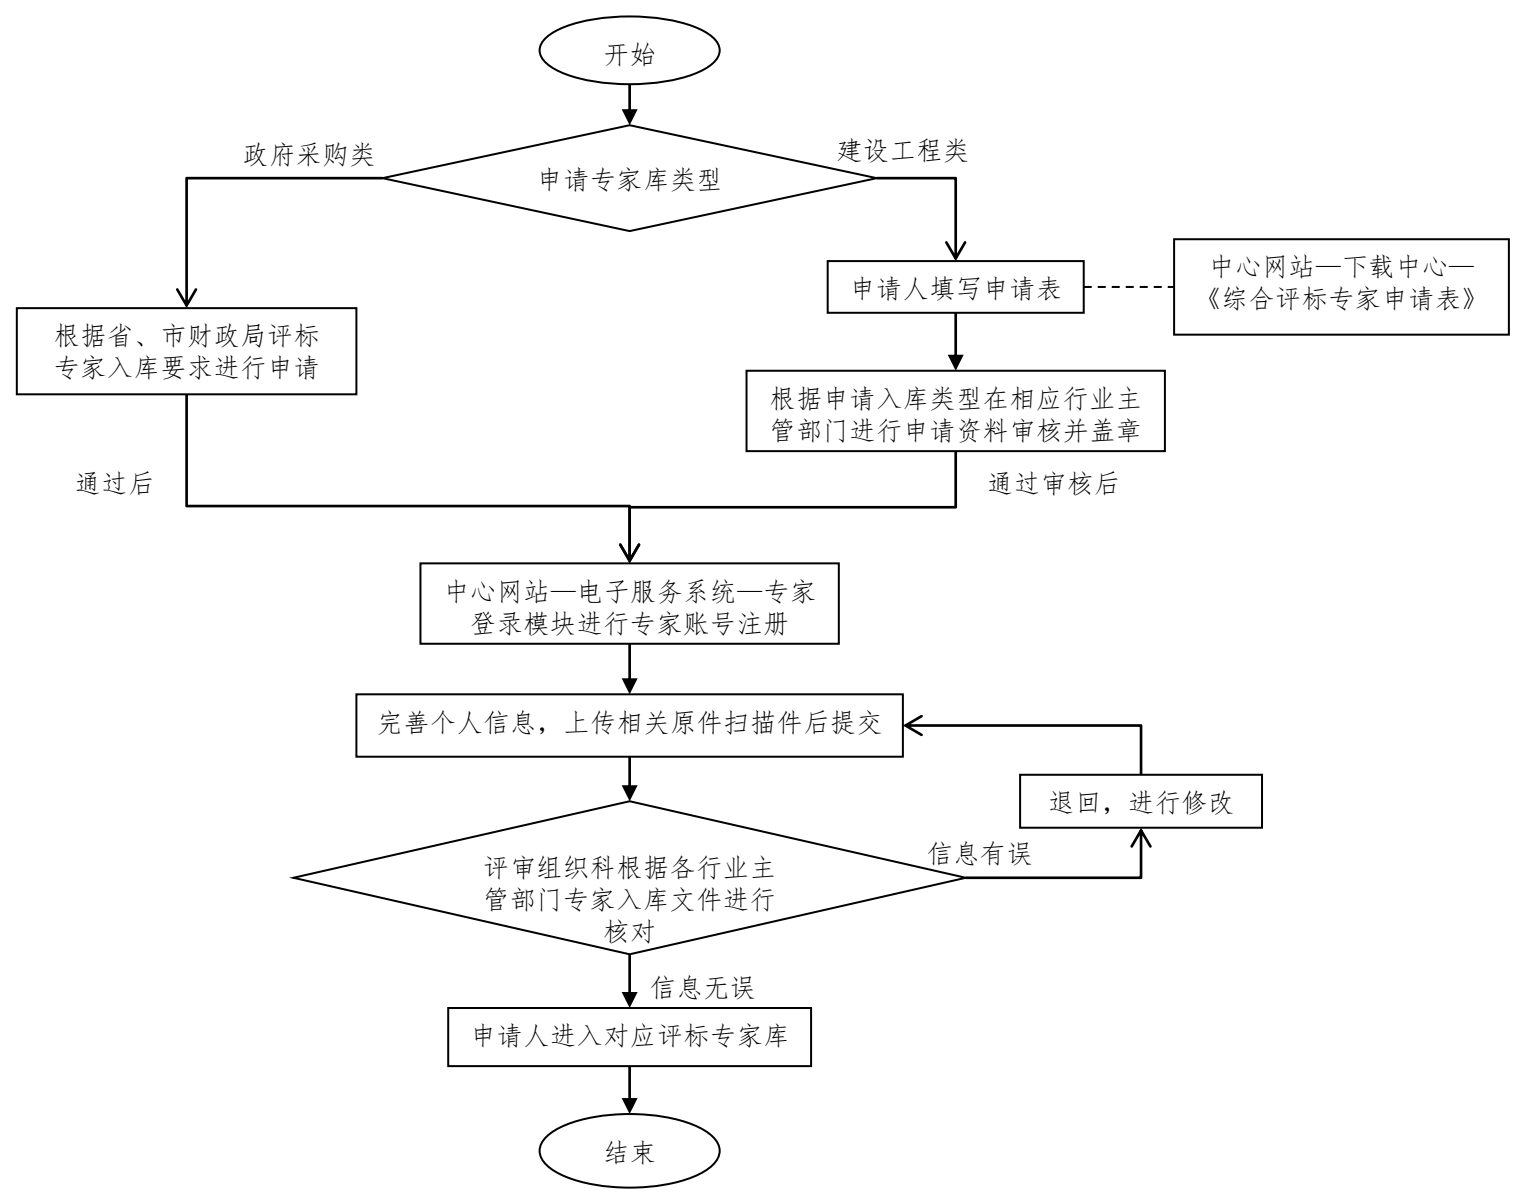 开始
政府采购类
建设工程类
申请专家库类型
中心网站—下载中心—
《综合评标专家申请表》
申请人填写申请表
根据省、市财政局评标
专家入库要求进行申请
根据申请入库类型在相应行业主
管部门进行申请资料审核并盖章
通过后
通过审核后
中心网站—电子服务系统—专家
登录模块进行专家账号注册
完善个人信息，上传相关原件扫描件后提交
退回，进行修改
信息有误
评审组织科根据各行业主
管部门专家入库文件进行
核对
信息无误
申请人进入对应评标专家库
结束